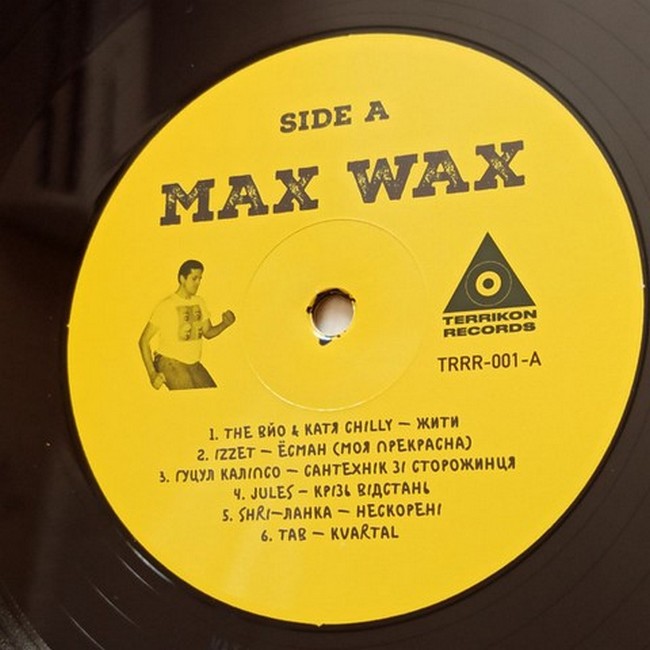 SIDE A
MAX WAX
TERRIKON
RECORDS
TRRR-001-A
1. THE ВЙО & КАТЯ CHILLY – ЖИТИ
2. IZZET – ЁСМАН (МОЯ ПРЕКРАСНА)
3. ГУЦУЛ КАЛІПСО – САНТЕХНІК ЗІ СТОРОЖИНЦЯ
4. JULES – КРІЗЬ ВІДСТАНЬ
5. SHRI-ЛАНКА – НЕСКОРЕНІ
6. ТАВ – KVARTAL